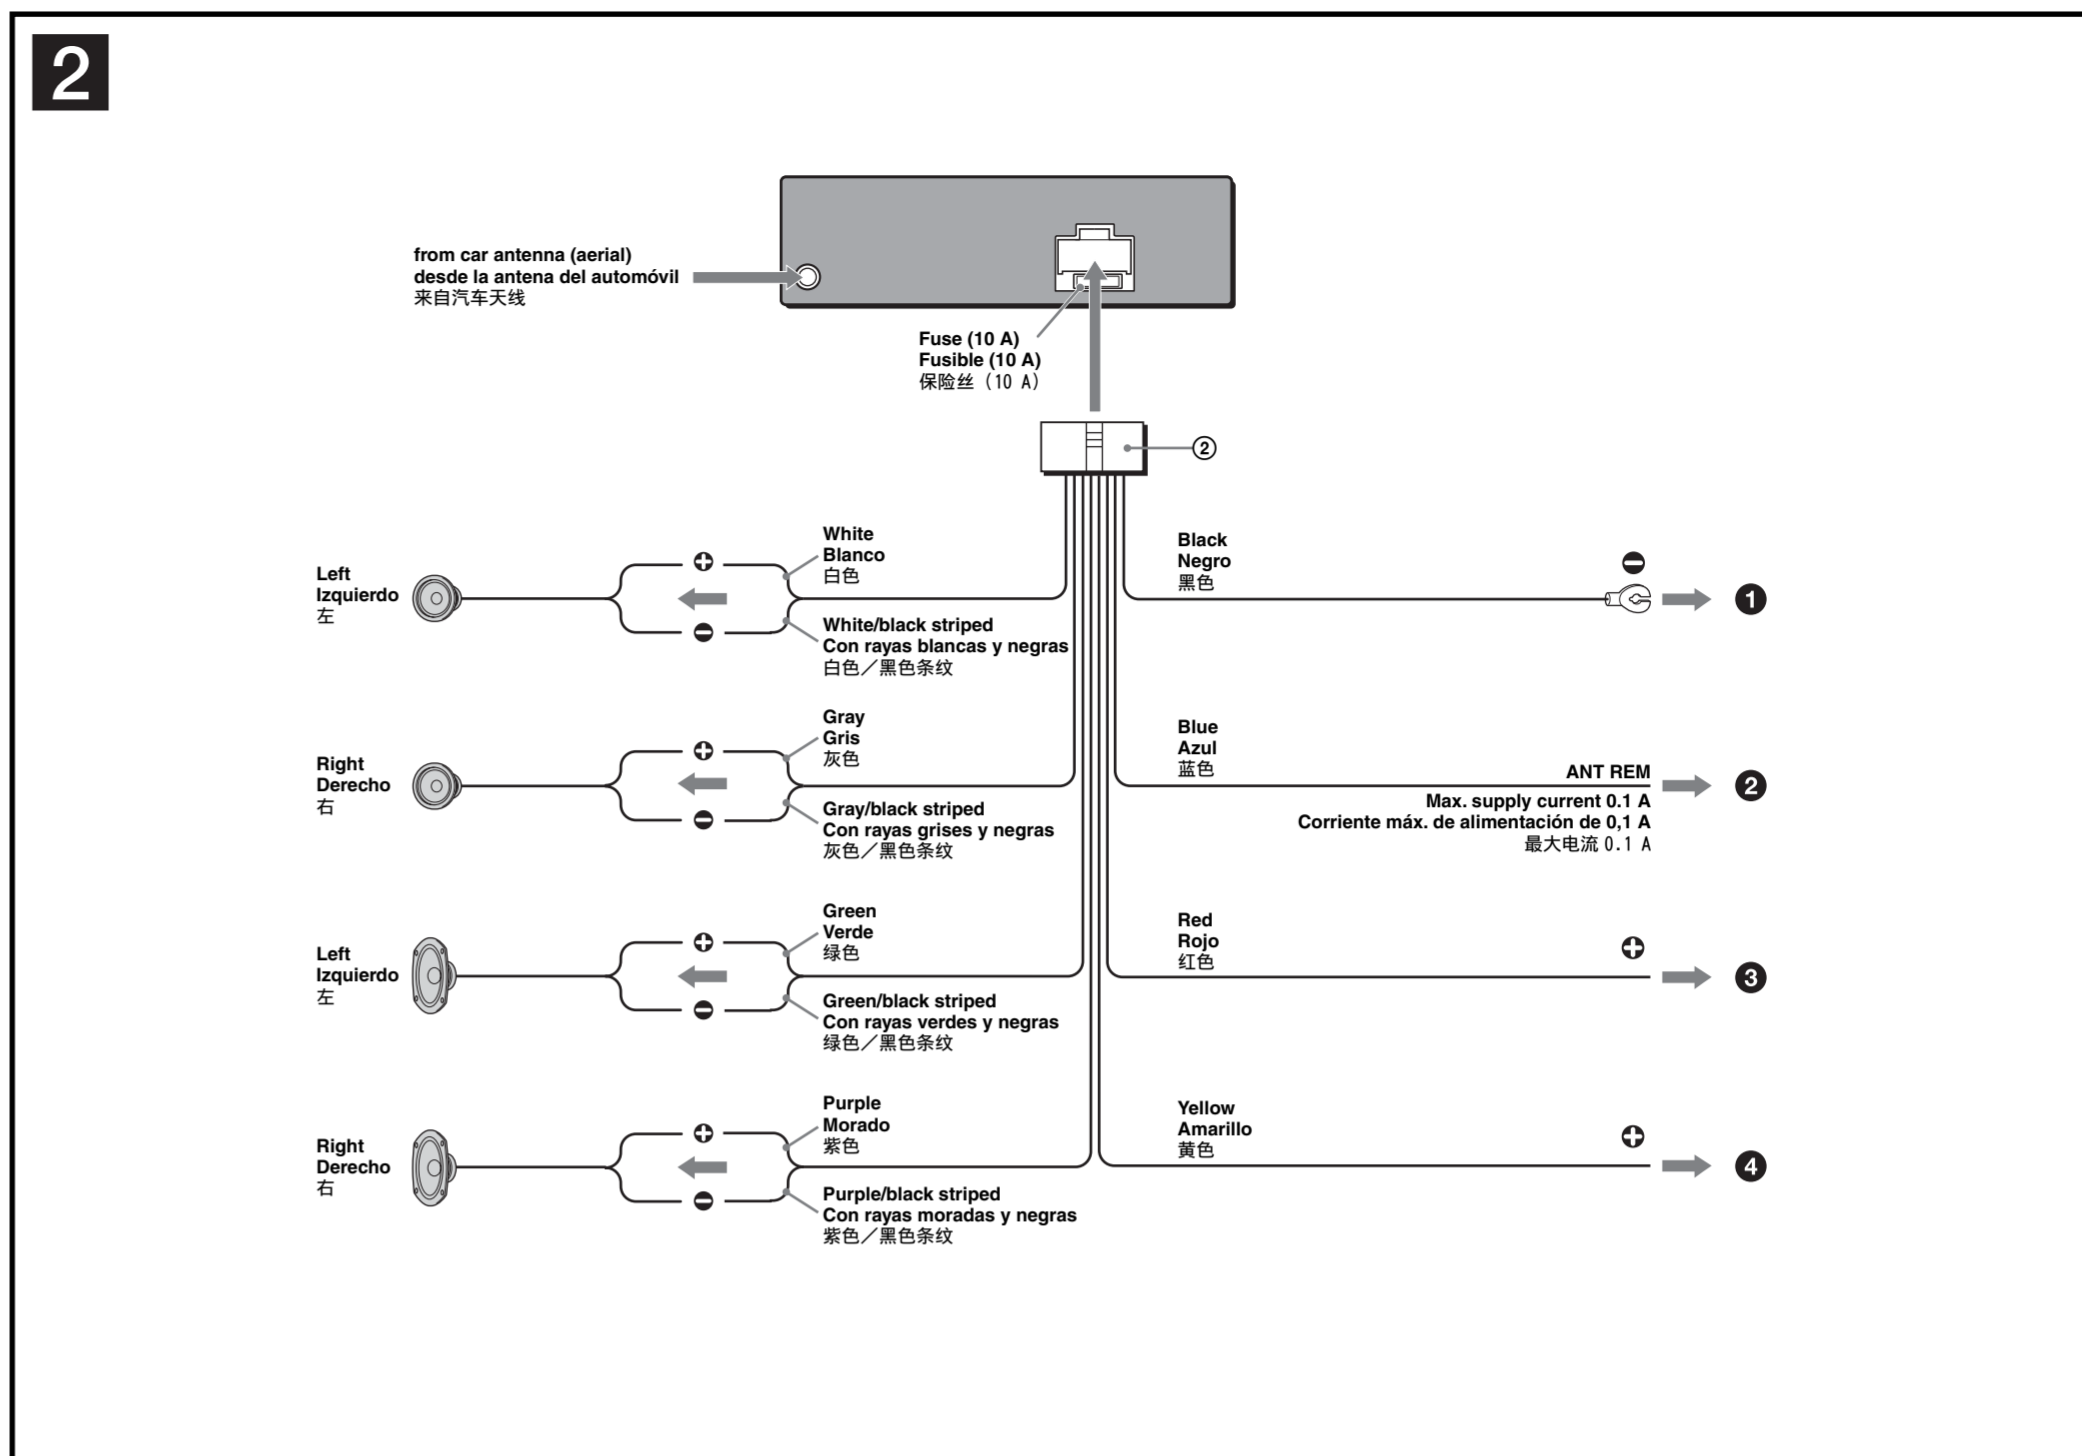 2
from car antenna (aerial)
desde la antena del automóvil
来自汽车天线
Fuse (10 A)
Fusible (10 A)
保险丝（10 A）
②
Left
Izquierdo
左
White
Blanco
白色
White/black striped
Con rayas blancas y negras
白色／黑色条纹
Black
Negro
黑色
❶
Right
Derecho
右
Gray
Gris
灰色
Gray/black striped
Con rayas grises y negras
灰色／黑色条纹
Blue
Azul
蓝色
ANT REM
Max. supply current 0.1 A
Corriente máx. de alimentación de 0,1 A
最大电流 0.1 A
❷
Left
Izquierdo
左
Green
Verde
绿色
Green/black striped
Con rayas verdes y negras
绿色／黑色条纹
Red
Rojo
红色
❸
Right
Derecho
右
Purple
Morado
紫色
Purple/black striped
Con rayas moradas y negras
紫色／黑色条纹
Yellow
Amarillo
黄色
❹